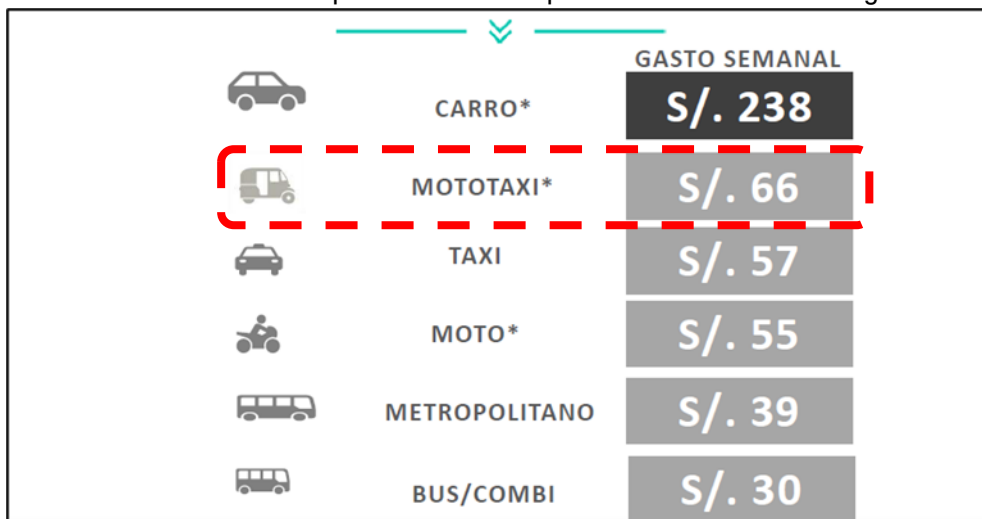 GASTO SEMANAL
CARRO* S/. 238
MOTOTAXI* S/. 66
TAXI S/. 57
MOTO* S/. 55
METROPOLITANO S/. 39
BUS/COMBI S/. 30